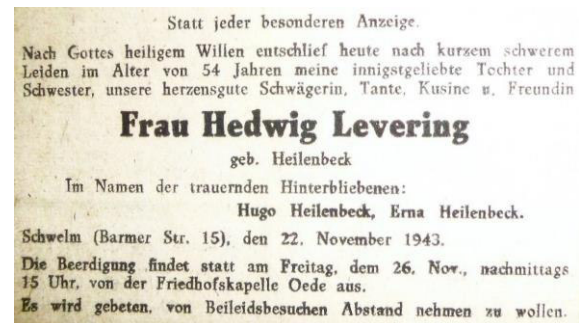 Statt jeder besonderen Anzeige.
Nach Gottes heiligem Willen entschlief heute nach kurzem schwerem
Leiden im Alter von 54 Jahren meine innigstgeliebte Tochter und
Schwester, unsere herzensgute Schwägerin, Tante, Kusine u. Freundin
Frau Hedwig Levering
geb. Heilenbeck
Im Namen der trauernden Hinterbliebenen:
Hugo Heilenbeck, Erna Heilenbeck.
Schwelm (Barmer Str. 15), den 22. November 1943.
Die Beerdigung findet statt am Freitag, dem 26. Nov., nachmittags
15 Uhr, von der Friedhofskapelle Oede aus.
Es wird gebeten, von Beileidsbesuchen Abstand nehmen zu wollen.